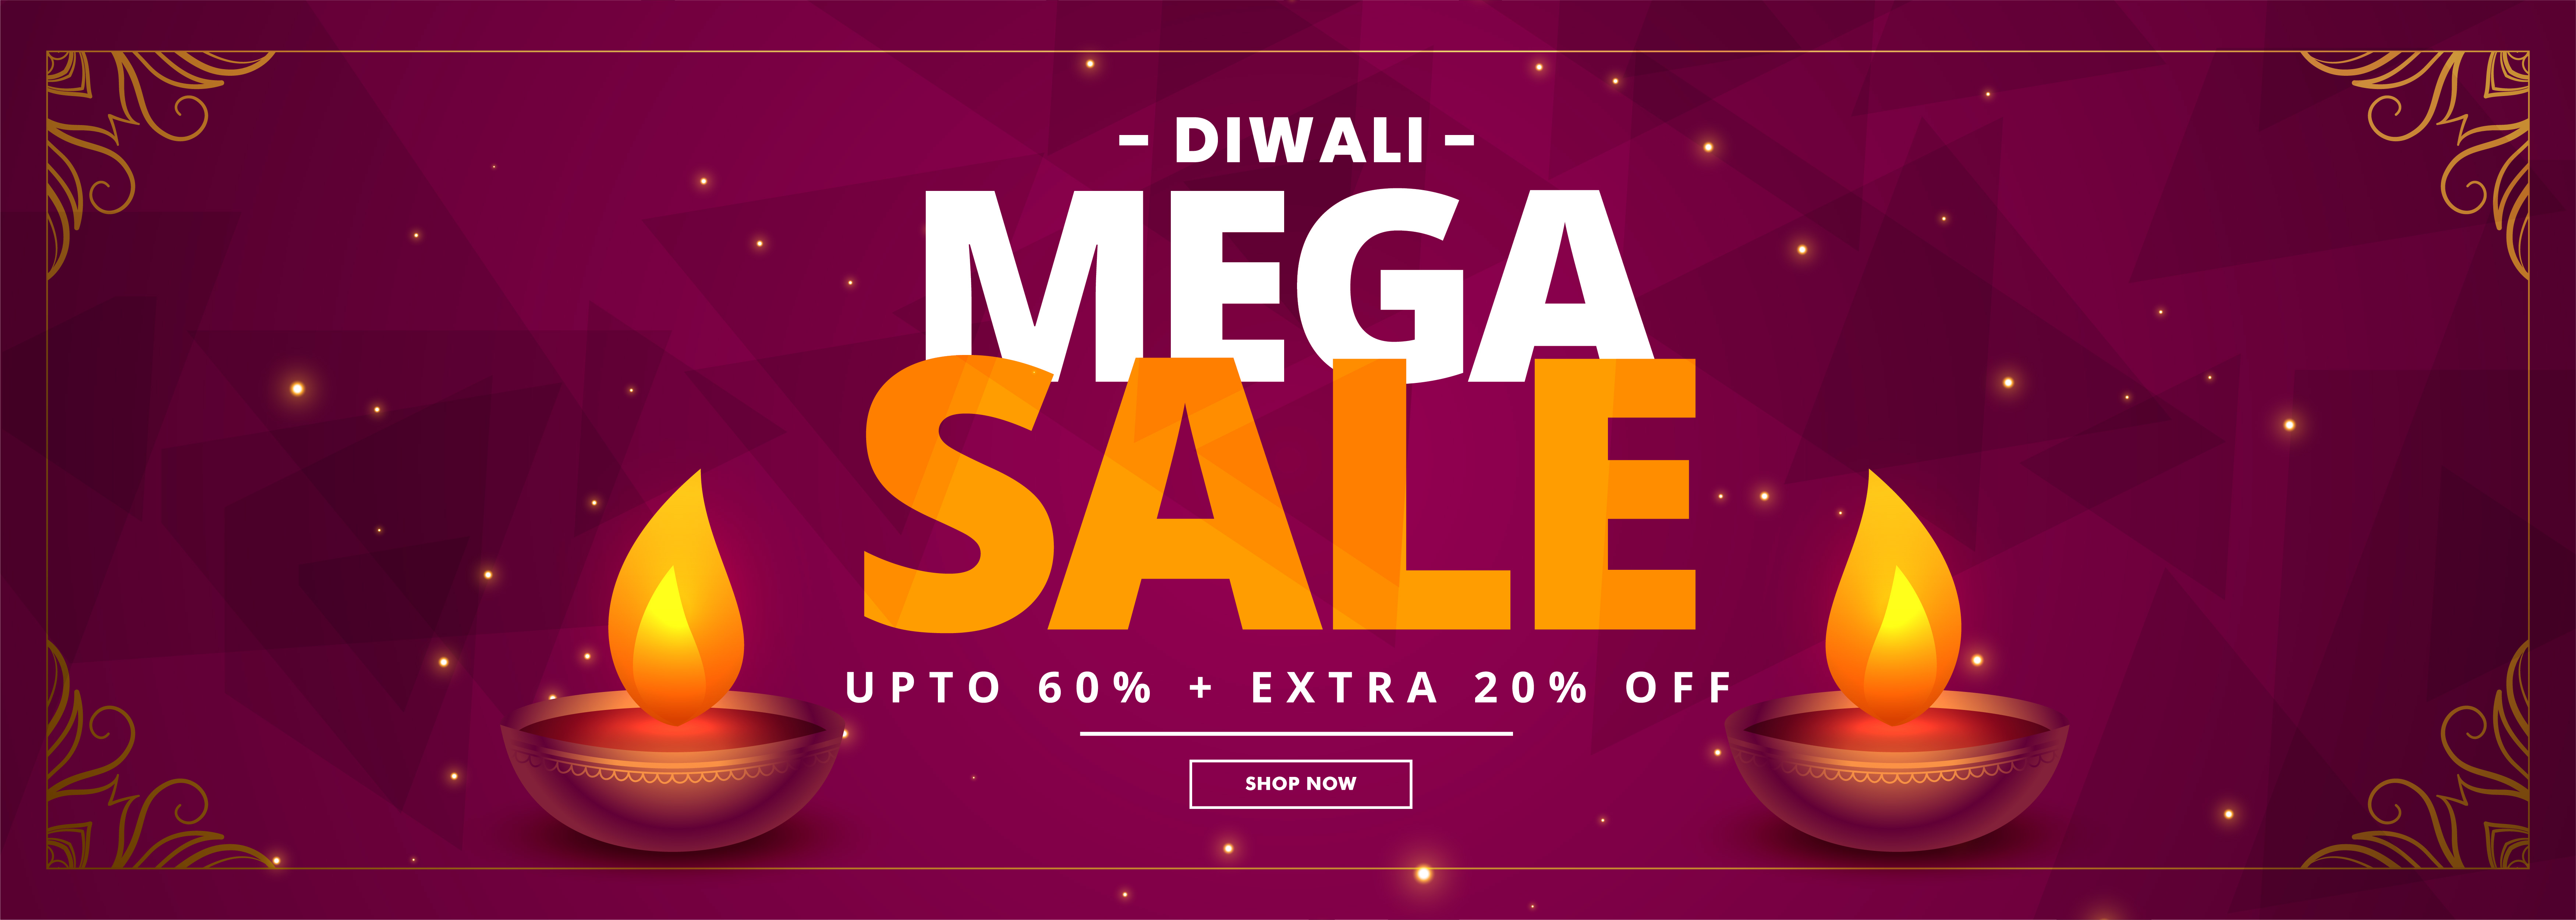 - DIWALI -
MEGA
SALE
UPTO 60% + EXTRA 20% OFF
SHOP NOW